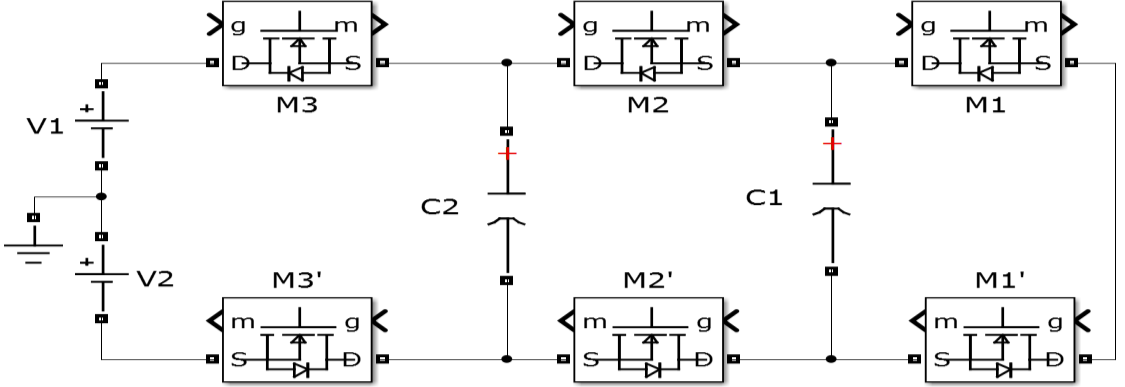 g m g m g m
D S D S D S
M3 M2 M1
V1
C2 C1
V2
M3' M2' M1'
m g m g m g
S D S D S D